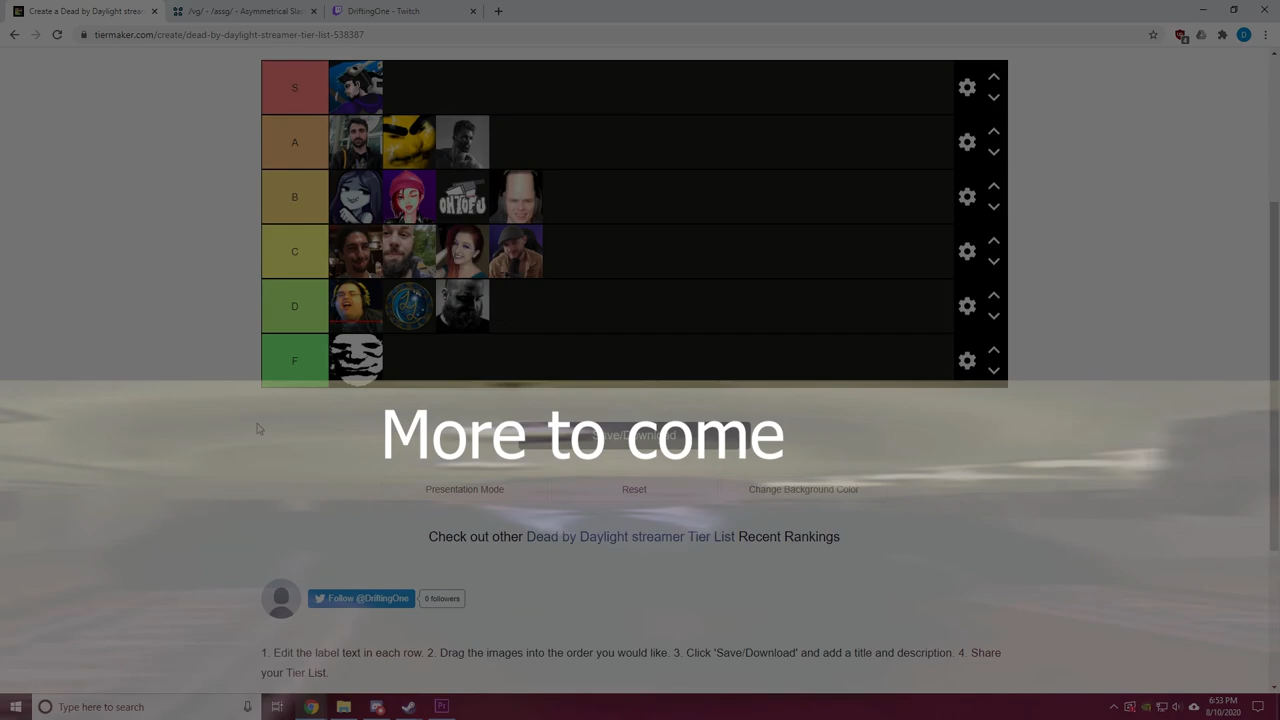 Create a Dead by Daylight stream
/vg/ - /assg/ - Asymmetrical Sla
DriftingOne - Twitch
tiermaker.com/create/dead-by-daylight-streamer-tier-list-538387
D
S
A
B
OHTOFU
C
D
F
More to come
Save/Download
Presentation Mode
Reset
Change Background Color
Check out other Dead by Daylight streamer Tier List Recent Rankings
Follow @DriftingOne
0 followers
1. Edit the label text in each row. 2. Drag the images into the order you would like. 3. Click 'Save/Download' and add a title and description. 4. Share
your Tier List.
Type here to search
Pr
6:53 PM
8/10/2020